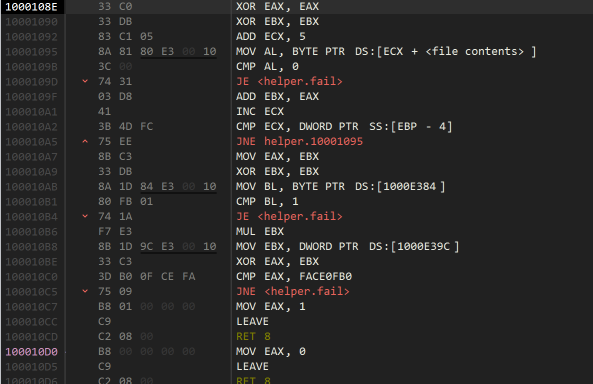 1000108E 33 C0 XOR EAX, EAX
10001090 33 DB XOR EBX, EBX
10001092 83 C1 05 ADD ECX, 5
10001095 8A 81 80 E3 00 10 MOV AL, BYTE PTR DS:[ECX + <file contents> ]
1000109B 3C 00 CMP AL, 0
1000109D 74 31 JE <helper.fail>
1000109F 03 D8 ADD EBX, EAX
100010A1 41 INC ECX
100010A2 3B 4D FC CMP ECX, DWORD PTR SS:[EBP - 4]
100010A5 75 EE JNE helper.10001095
100010A7 8B C3 MOV EAX, EBX
100010A9 33 DB XOR EBX, EBX
100010AB 8A 1D 84 E3 00 10 MOV BL, BYTE PTR DS:[1000E384 ]
100010B1 80 FB 01 CMP BL, 1
100010B4 74 1A JE <helper.fail>
100010B6 F7 E3 MUL EBX
100010B8 8B 1D 9C E3 00 10 MOV EBX, DWORD PTR DS:[1000E39C ]
100010BE 33 C3 XOR EAX, EBX
100010C0 3D B0 0F CE FA CMP EAX, FACE0FB0
100010C5 75 09 JNE <helper.fail>
100010C7 B8 01 00 00 00 MOV EAX, 1
100010CC C9 LEAVE
100010CD C2 08 00 RET 8
100010D0 B8 00 00 00 00 MOV EAX, 0
100010D5 C9 LEAVE
100010D6 C2 08 00 RET 8